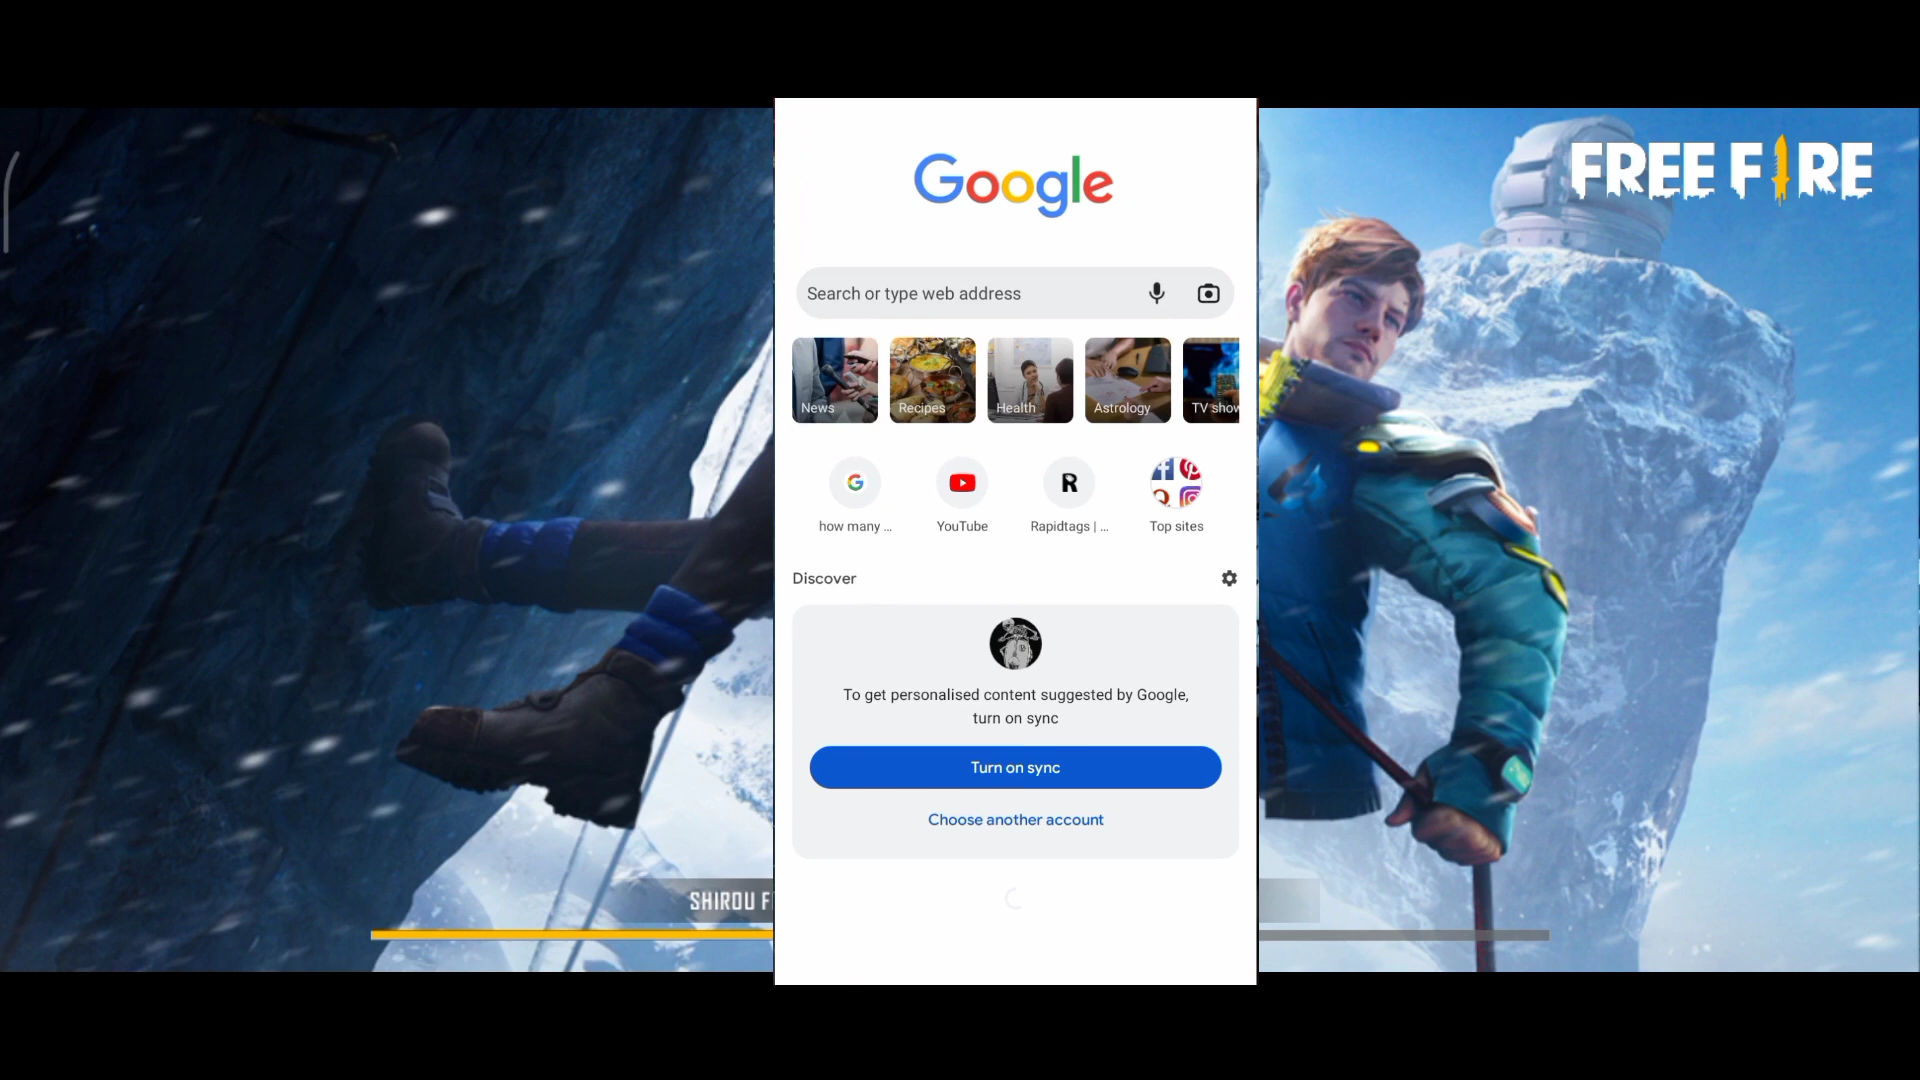 FREE FIRE
Google
Search or type web address
News
Recipes
Health
Astrology
TV show
how many ...
YouTube
Rapidtags | ...
Top sites
Discover
To get personalised content suggested by Google,
turn on sync
Turn on sync
Choose another account
SHIROU F